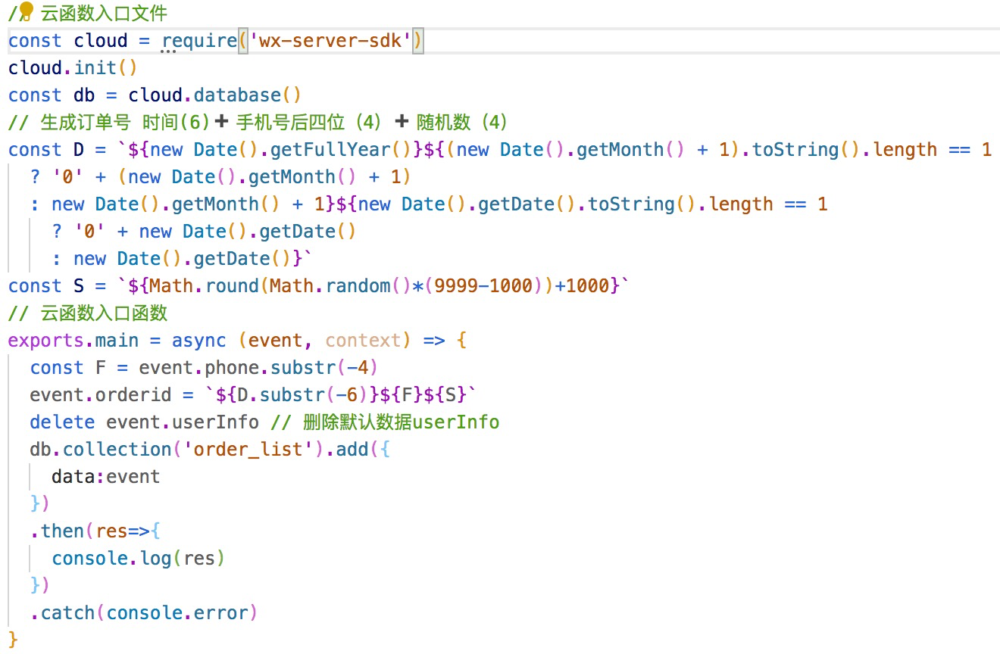 // 云函数入口文件
const cloud = require('wx-server-sdk')
cloud.init()
const db = cloud.database()
// 生成订单号 时间(6)➕ 手机号后四位（4）➕ 随机数（4）
const D = `${new Date().getFullYear()}${(new Date().getMonth() + 1).toString().length == 1
  ? '0' + (new Date().getMonth() + 1)
  : new Date().getMonth() + 1}${new Date().getDate().toString().length == 1
    ? '0' + new Date().getDate()
    : new Date().getDate()}`
const S = `${Math.round(Math.random()*(9999-1000))+1000}`
// 云函数入口函数
exports.main = async (event, context) => {
  const F = event.phone.substr(-4)
  event.orderid = `${D.substr(-6)}${F}${S}`
  delete event.userInfo // 删除默认数据userInfo
  db.collection('order_list').add({
    data:event
  })
  .then(res=>{
    console.log(res)
  })
  .catch(console.error)
}